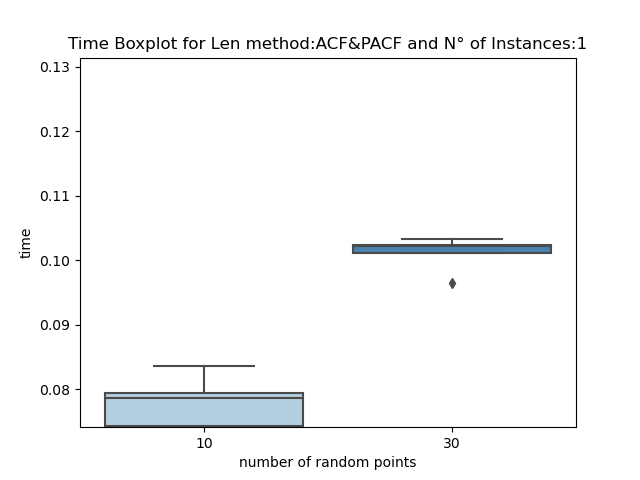 Time Boxplot for Len method:ACF&PACF and N° of Instances:1
0.13
0.12
0.11
0.10
0.09
0.08
time
10
30
number of random points